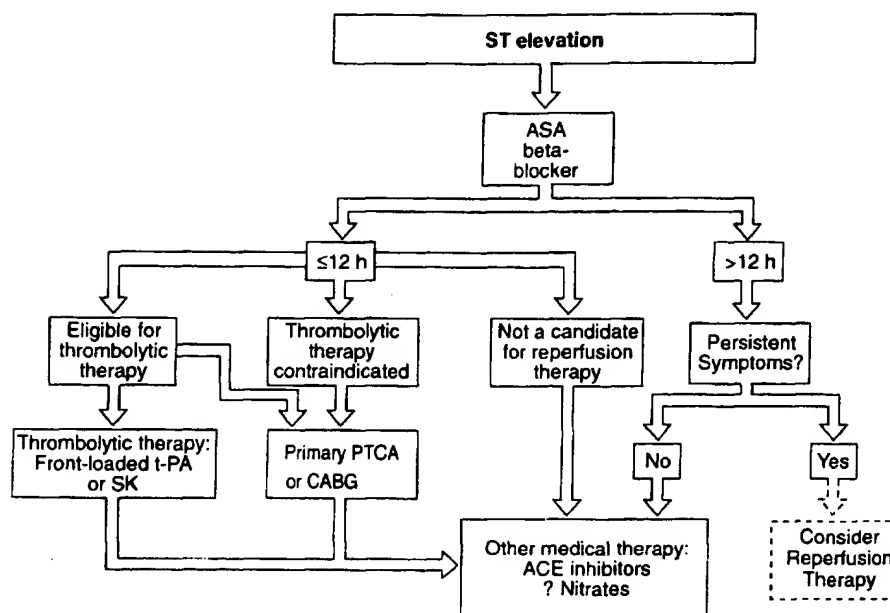 ST elevation
ASA
beta-
blocker
≤12 h
>12 h
Eligible for
thrombolytic
therapy
Thrombolytic
therapy
contraindicated
Not a candidate
for reperfusion
therapy
Persistent
Symptoms?
Thrombolytic therapy:
Front-loaded t-PA
or SK
Primary PTCA
or CABG
No
Yes
Other medical therapy:
ACE inhibitors
? Nitrates
Consider
Reperfusion
Therapy